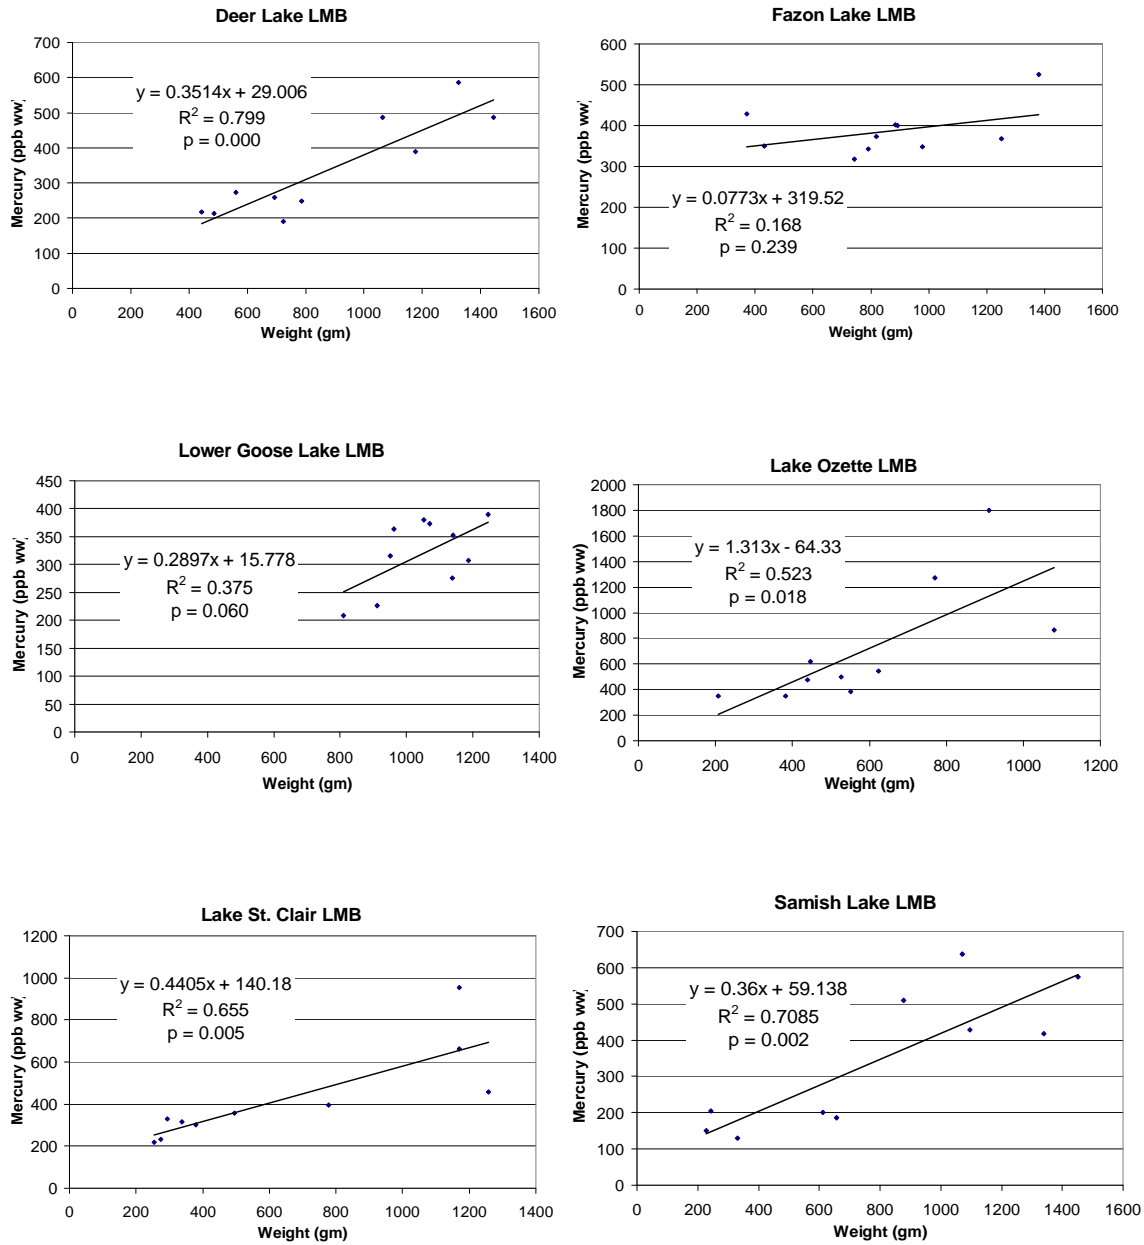 Deer Lake LMB
Mercury (ppb ww)
700
600
500
400
300
200
100
0
y = 0.3514x + 29.006
R² = 0.799
p = 0.000
0 200 400 600 800 1000 1200 1400 1600
Weight (gm)
Fazon Lake LMB
Mercury (ppb ww)
600
500
400
300
200
100
0
y = 0.0773x + 319.52
R² = 0.168
p = 0.239
0 200 400 600 800 1000 1200 1400 1600
Weight (gm)
Lower Goose Lake LMB
Mercury (ppb ww)
450
400
350
300
250
200
150
100
50
0
y = 0.2897x + 15.778
R² = 0.375
p = 0.060
0 200 400 600 800 1000 1200 1400
Weight (gm)
Lake Ozette LMB
Mercury (ppb ww)
2000
1800
1600
1400
1200
1000
800
600
400
200
0
y = 1.313x - 64.33
R² = 0.523
p = 0.018
0 200 400 600 800 1000 1200
Weight (gm)
Lake St. Clair LMB
Mercury (ppb ww)
1200
1000
800
600
400
200
0
y = 0.4405x + 140.18
R² = 0.655
p = 0.005
0 200 400 600 800 1000 1200 1400
Weight (gm)
Samish Lake LMB
Mercury (ppb ww)
700
600
500
400
300
200
100
0
y = 0.36x + 59.138
R² = 0.7085
p = 0.002
0 200 400 600 800 1000 1200 1400 1600
Weight (gm)